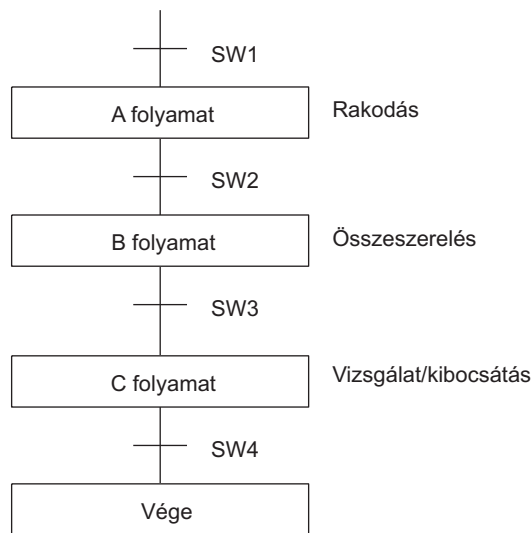 SW1
A folyamat
Rakodás
SW2
B folyamat
Összeszerelés
SW3
C folyamat
Vizsgálat/kibocsátás
SW4
Vége